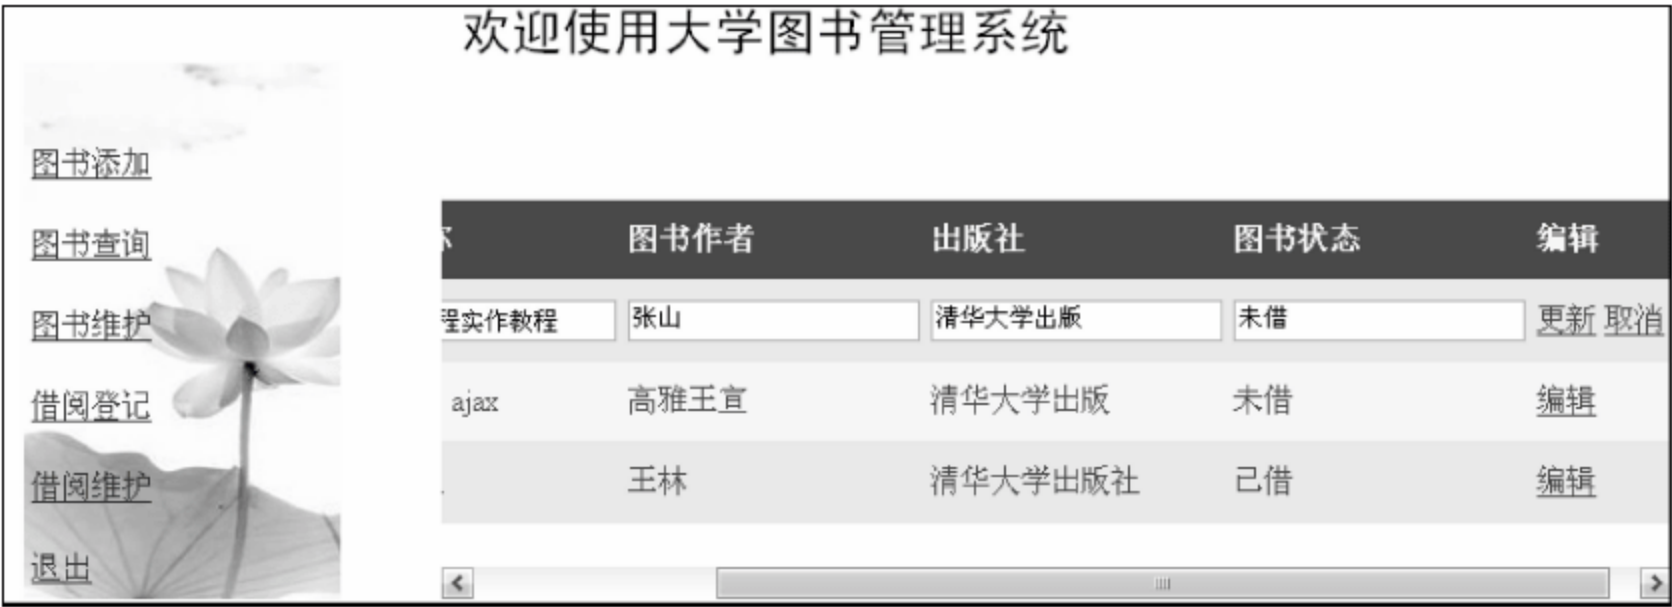 欢迎使用大学图书管理系统
图书添加
图书查询
图书维护
借阅登记
借阅维护
退出
图书作者 出版社 图书状态 编辑
程实作教程 张山 清华大学出版 未借 更新 取消
ajax 高雅王宣 清华大学出版 未借 编辑
王林 清华大学出版社 已借 编辑